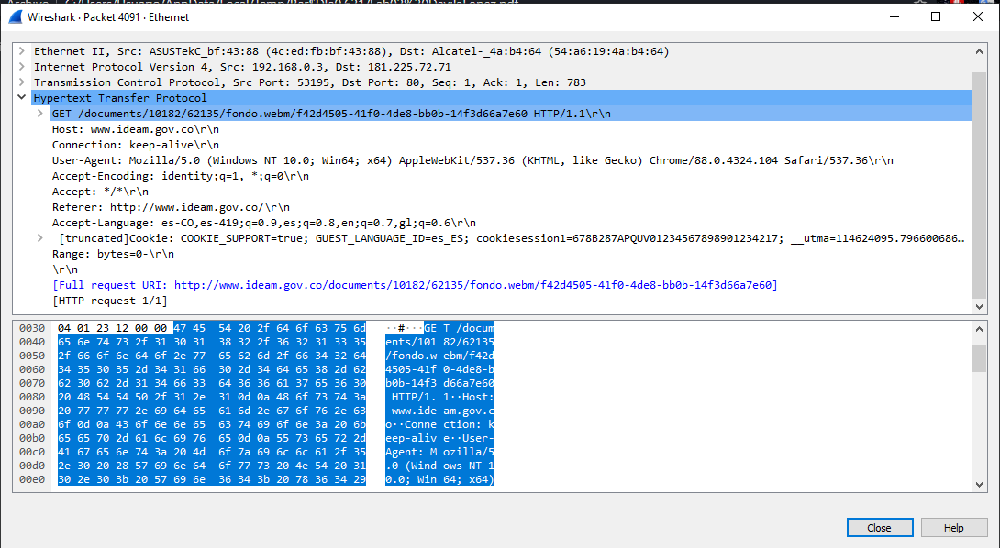 Wireshark · Packet 4091 · Ethernet
Ethernet II, Src: ASUSTekC_bf:43:88 (4c:ed:fb:bf:43:88), Dst: Alcatel-_4a:b4:64 (54:a6:19:4a:b4:64)
Internet Protocol Version 4, Src: 192.168.0.3, Dst: 181.225.72.71
Transmission Control Protocol, Src Port: 53195, Dst Port: 80, Seq: 1, Ack: 1, Len: 783
Hypertext Transfer Protocol
GET /documents/10182/62135/fondo.webm/f42d4505-41f0-4de8-bb0b-14f3d66a7e60 HTTP/1.1\r\n
Host: www.ideam.gov.co\r\n
Connection: keep-alive\r\n
User-Agent: Mozilla/5.0 (Windows NT 10.0; Win64; x64) AppleWebKit/537.36 (KHTML, like Gecko) Chrome/88.0.4324.104 Safari/537.36\r\n
Accept-Encoding: identity;q=1, *;q=0\r\n
Accept: */*\r\n
Referer: http://www.ideam.gov.co/\r\n
Accept-Language: es-CO,es-419;q=0.9,es;q=0.8,en;q=0.7,gl;q=0.6\r\n
[truncated]Cookie: COOKIE_SUPPORT=true; GUEST_LANGUAGE_ID=es_ES; cookiesession1=678B287APQUV01234567898901234217; __utma=114624095.796600686…
Range: bytes=0-\r\n
\r\n
[Full request URI: http://www.ideam.gov.co/documents/10182/62135/fondo.webm/f42d4505-41f0-4de8-bb0b-14f3d66a7e60]
[HTTP request 1/1]
0030 04 01 23 12 00 00 47 45 54 20 2f 64 6f 63 75 6d ··#···GE T /docum
0040 65 6e 74 73 2f 31 30 31 38 32 2f 36 32 31 33 35 ents/101 82/62135
0050 2f 66 6f 6e 64 6f 2e 77 65 62 6d 2f 66 34 32 64 /fondo.w ebm/f42d
0060 34 35 30 35 2d 34 31 66 30 2d 34 64 65 38 2d 62 4505-41f 0-4de8-b
0070 62 30 62 2d 31 34 66 33 64 36 36 61 37 65 36 30 b0b-14f3 d66a7e60
0080 20 48 54 54 50 2f 31 2e 31 0d 0a 48 6f 73 74 3a HTTP/1. 1··Host:
0090 20 77 77 77 2e 69 64 65 61 6d 2e 67 6f 76 2e 63 www.ide am.gov.c
00a0 6f 0d 0a 43 6f 6e 6e 65 63 74 69 6f 6e 3a 20 6b o··Conne ction: k
00b0 65 65 70 2d 61 6c 69 76 65 0d 0a 55 73 65 72 2d eep-aliv e··User-
00c0 41 67 65 6e 74 3a 20 4d 6f 7a 69 6c 6c 61 2f 35 Agent: M ozilla/5
00d0 2e 30 20 28 57 69 6e 64 6f 77 73 20 4e 54 20 31 .0 (Wind ows NT 1
00e0 30 2e 30 3b 20 57 69 6e 36 34 3b 20 78 36 34 29 0.0; Win 64; x64)
Close
Help